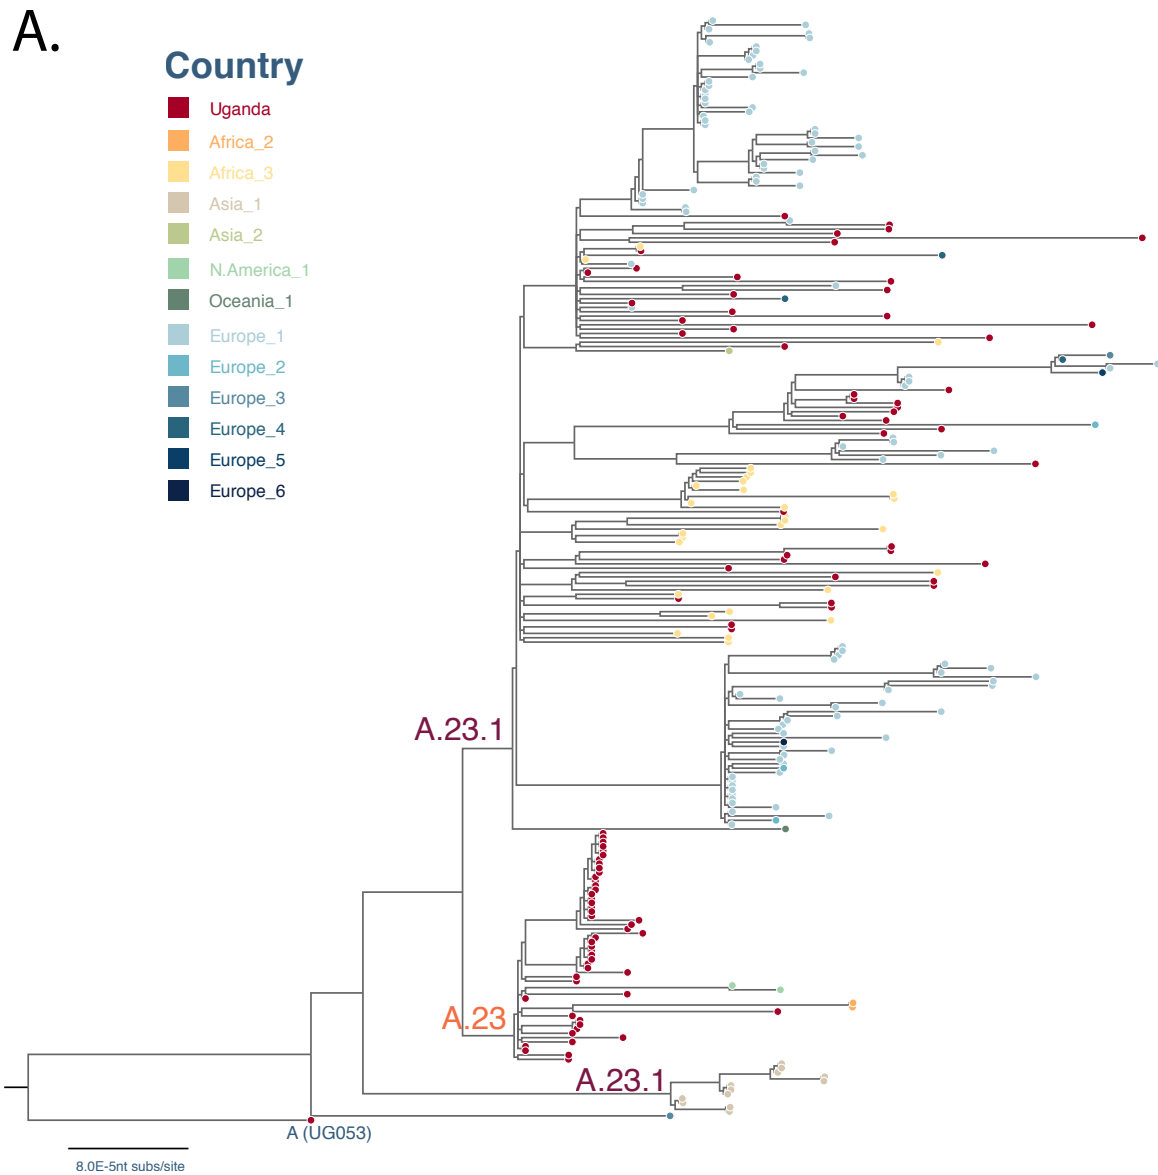 A.
Country
Uganda
Africa_2
Africa_3
Asia_1
Asia_2
N.America_1
Oceania_1
Europe_1
Europe_2
Europe_3
Europe_4
Europe_5
Europe_6
A.23.1
A.23
A.23.1
A (UG053)
8.0E-5nt subs/site